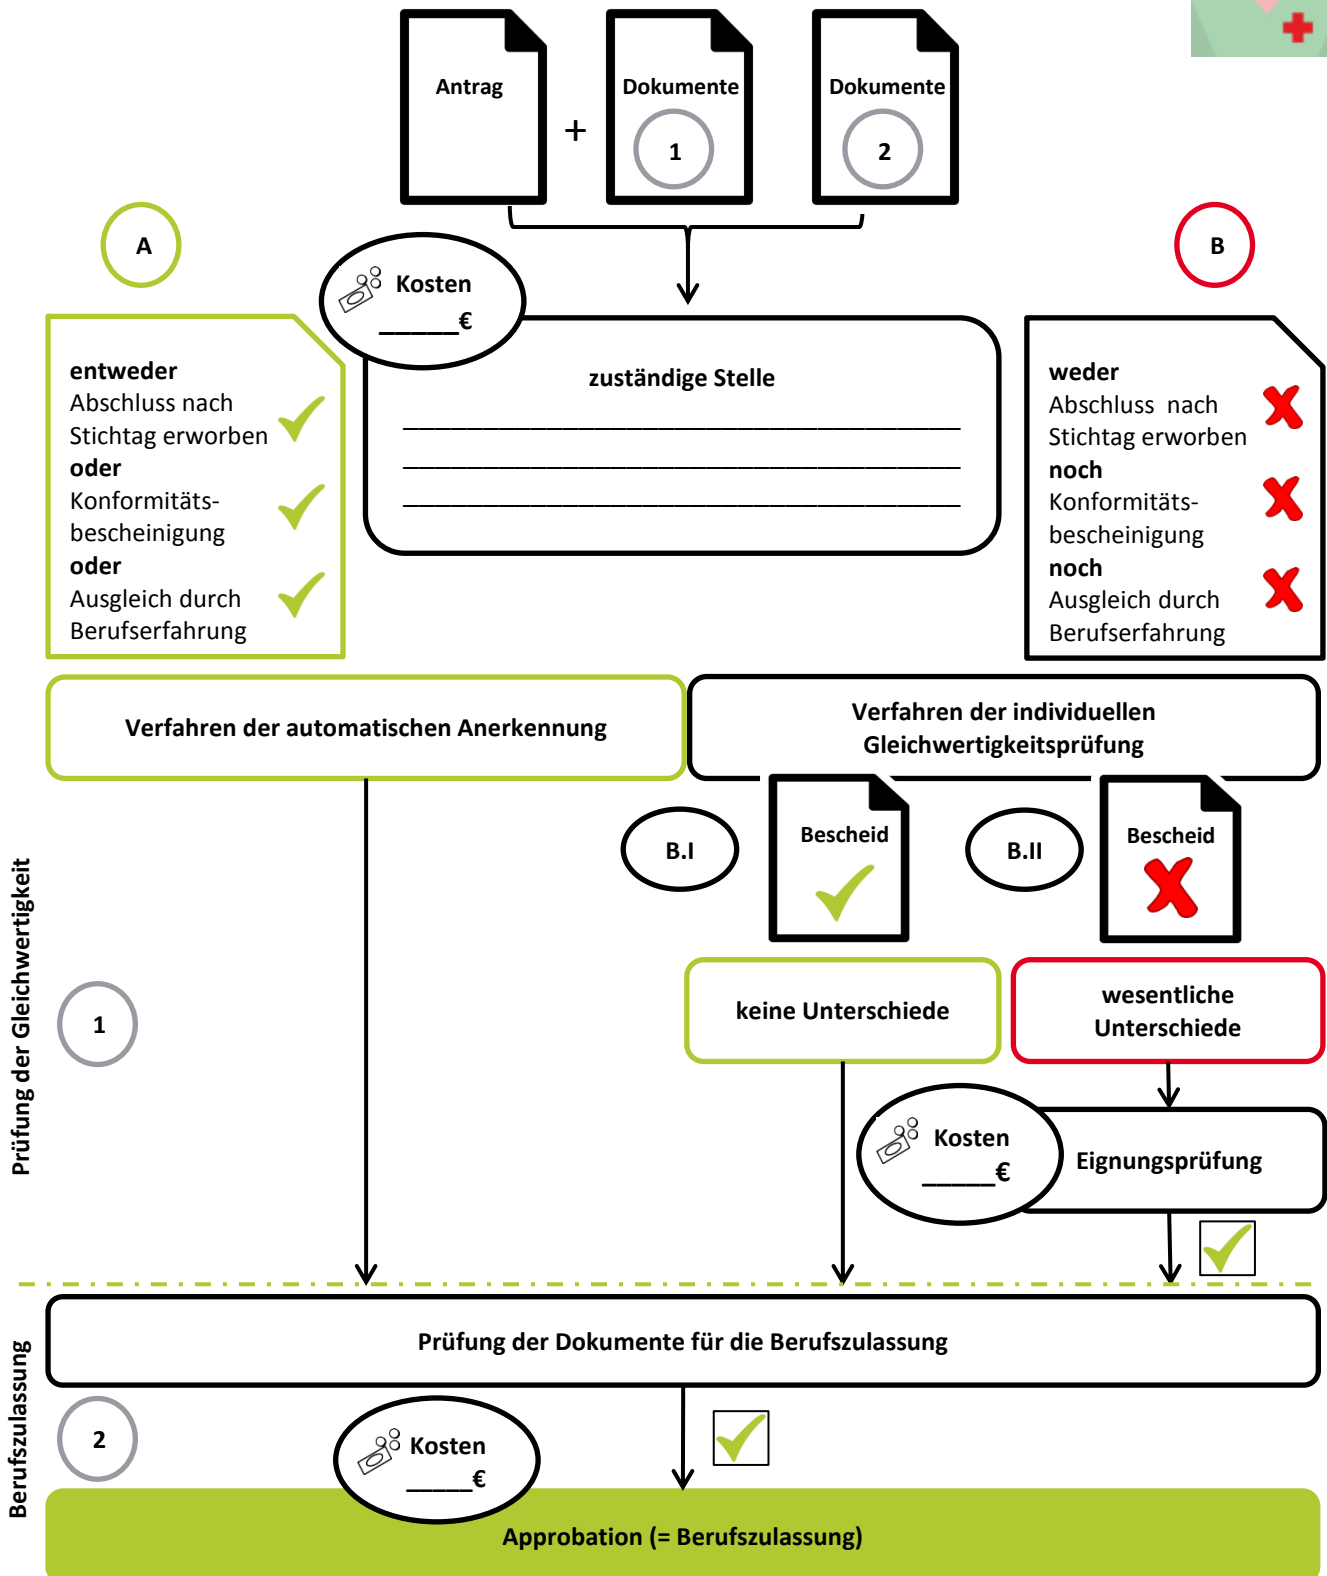 Antrag
+
Dokumente
1
Dokumente
2
A
B
Kosten
_____€
zuständige Stelle
entweder
Abschluss nach
Stichtag erworben
oder
Konformitäts-
bescheinigung
oder
Ausgleich durch
Berufserfahrung
weder
Abschluss nach
Stichtag erworben
noch
Konformitäts-
bescheinigung
noch
Ausgleich durch
Berufserfahrung
Verfahren der automatischen Anerkennung
Verfahren der individuellen
Gleichwertigkeitsprüfung
B.I
Bescheid
B.II
Bescheid
Prüfung der Gleichwertigkeit
1
keine Unterschiede
wesentliche
Unterschiede
Kosten
_____€
Eignungsprüfung
Berufszulassung
2
Prüfung der Dokumente für die Berufszulassung
Kosten
_____€
Approbation (= Berufszulassung)